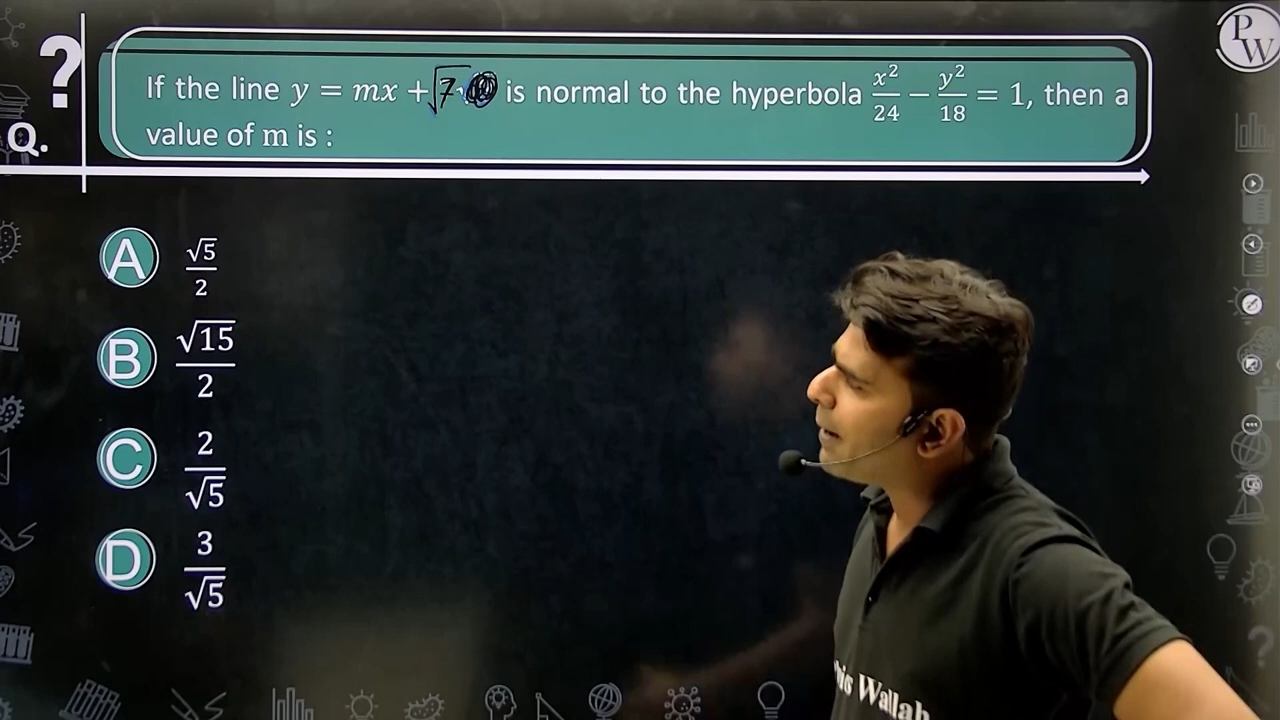 If the line y = mx + √7 is normal to the hyperbola x²/24 − y²/18 = 1, then a
value of m is :
Q.
A √5/2
B √15/2
C 2/√5
D 3/√5
PW
Wallah